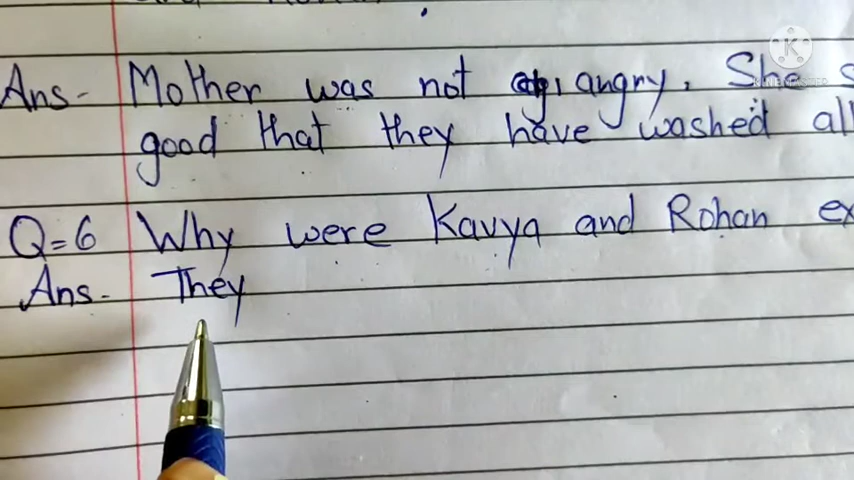 Ans- Mother was not angry. She s
good that they have washed all
Q=6 Why were Kavya and Rohan ex
Ans- They